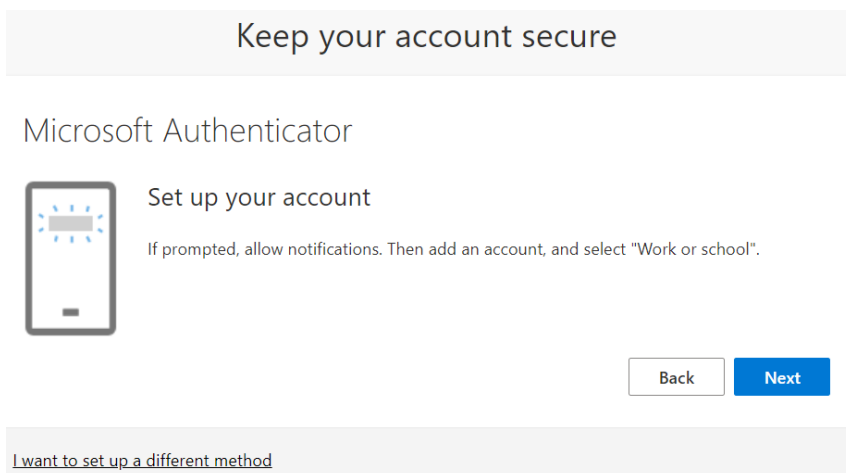 Keep your account secure
Microsoft Authenticator
Set up your account
If prompted, allow notifications. Then add an account, and select "Work or school".
Back
Next
I want to set up a different method